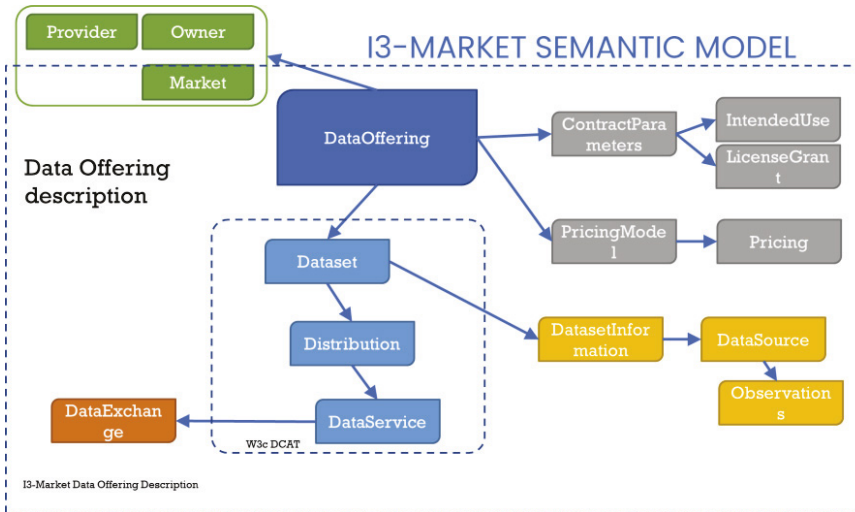 Provider
Owner
I3-MARKET SEMANTIC MODEL
Market
DataOffering
ContractPara
meters
IntendedUse
LicenseGran
t
Data Offering
description
PricingMode
l
Pricing
Dataset
Distribution
DatasetInfor
mation
DataSource
Observation
s
DataExchan
ge
DataService
W3c DCAT
I3-Market Data Offering Description